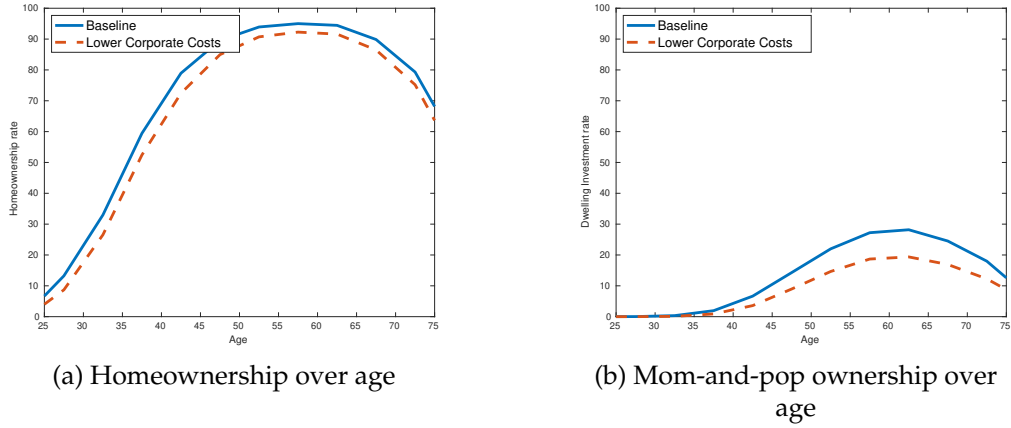 Baseline
Lower Corporate Costs
Homeownership rate
100
90
80
70
60
50
40
30
20
10
0
25 30 35 40 45 50 55 60 65 70 75
Age
(a) Homeownership over age
Baseline
Lower Corporate Costs
Dwelling Investment rate
100
90
80
70
60
50
40
30
20
10
0
25 30 35 40 45 50 55 60 65 70 75
Age
(b) Mom-and-pop ownership over
age